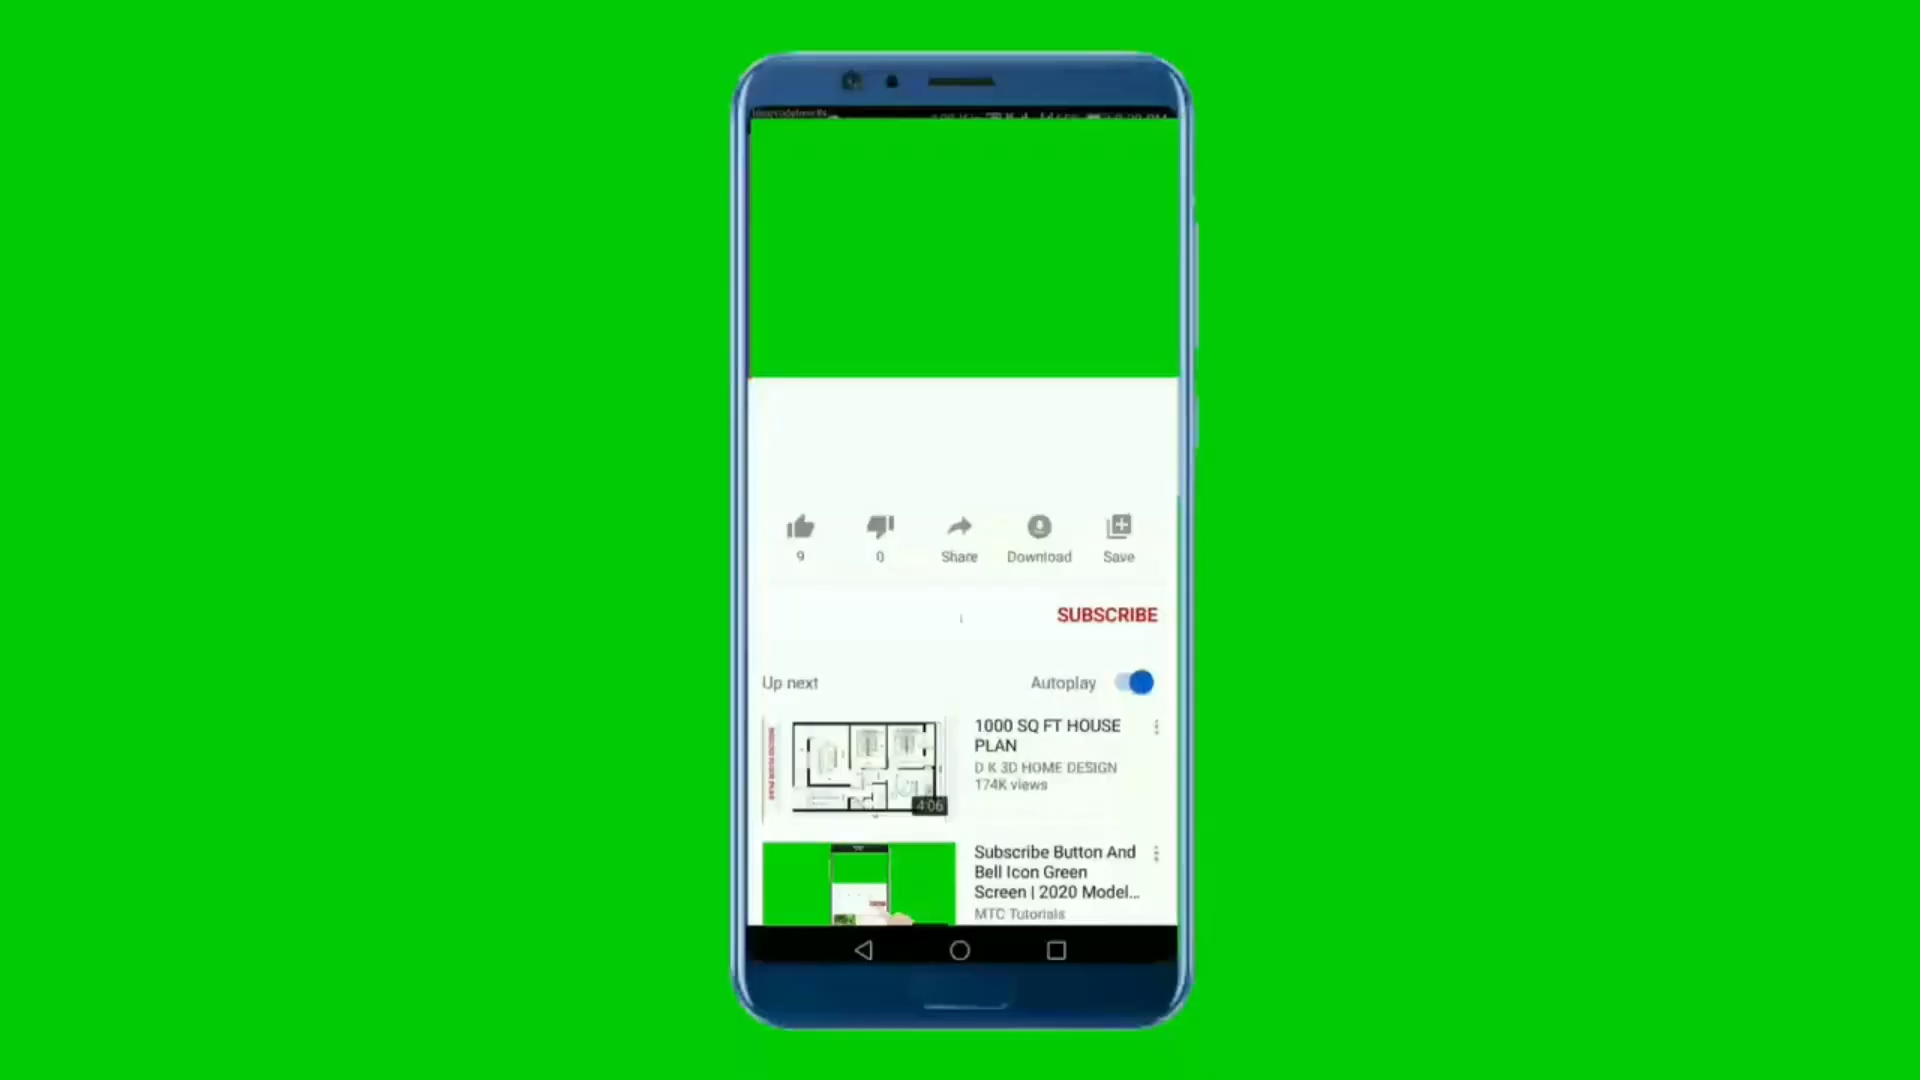 9
0
Share
Download
Save
SUBSCRIBE
Up next
Autoplay
1000 SQ FT HOUSE
PLAN
D K 3D HOME DESIGN
174K views
4:06
Subscribe Button And
Bell Icon Green
Screen | 2020 Model...
MTC Tutorials